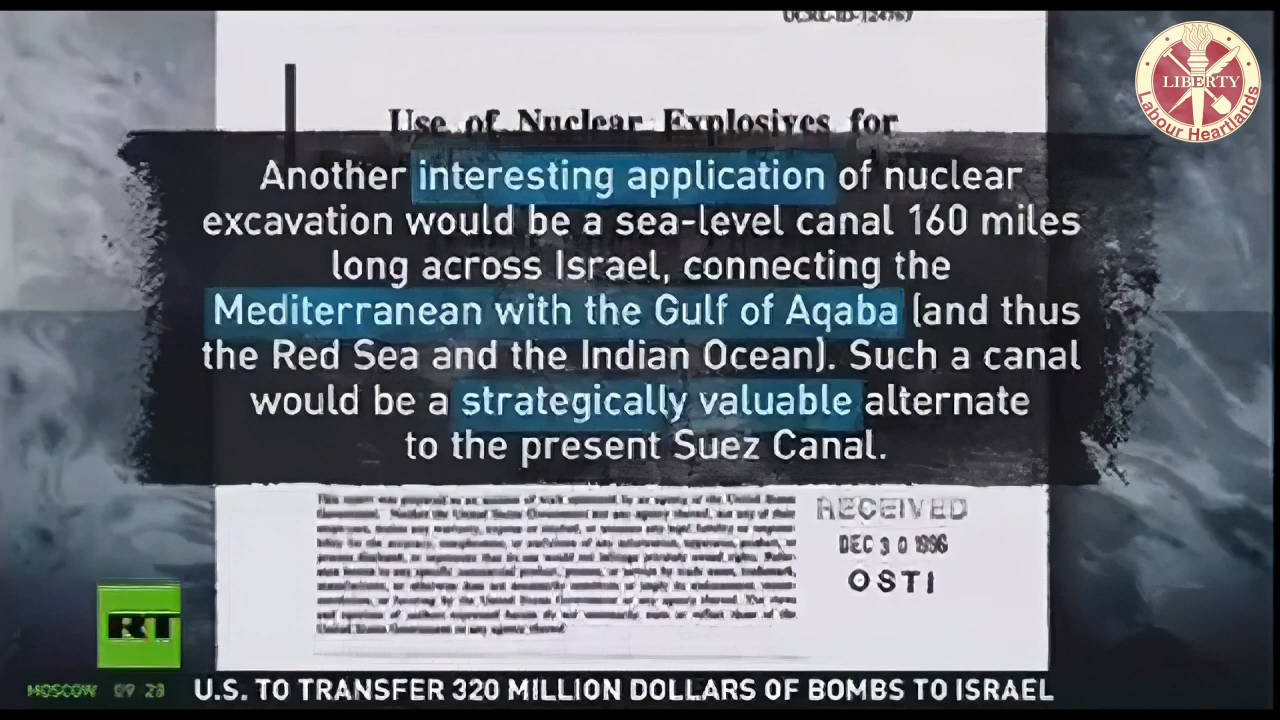 LIBERTY
Labour Heartlands
Use of Nuclear Explosives for
Another interesting application of nuclear
excavation would be a sea-level canal 160 miles
long across Israel, connecting the
Mediterranean with the Gulf of Aqaba (and thus
the Red Sea and the Indian Ocean). Such a canal
would be a strategically valuable alternate
to the present Suez Canal.
RECEIVED
DEC 30 1996
OSTI
RT
MOSCOW 09 28
U.S. TO TRANSFER 320 MILLION DOLLARS OF BOMBS TO ISRAEL